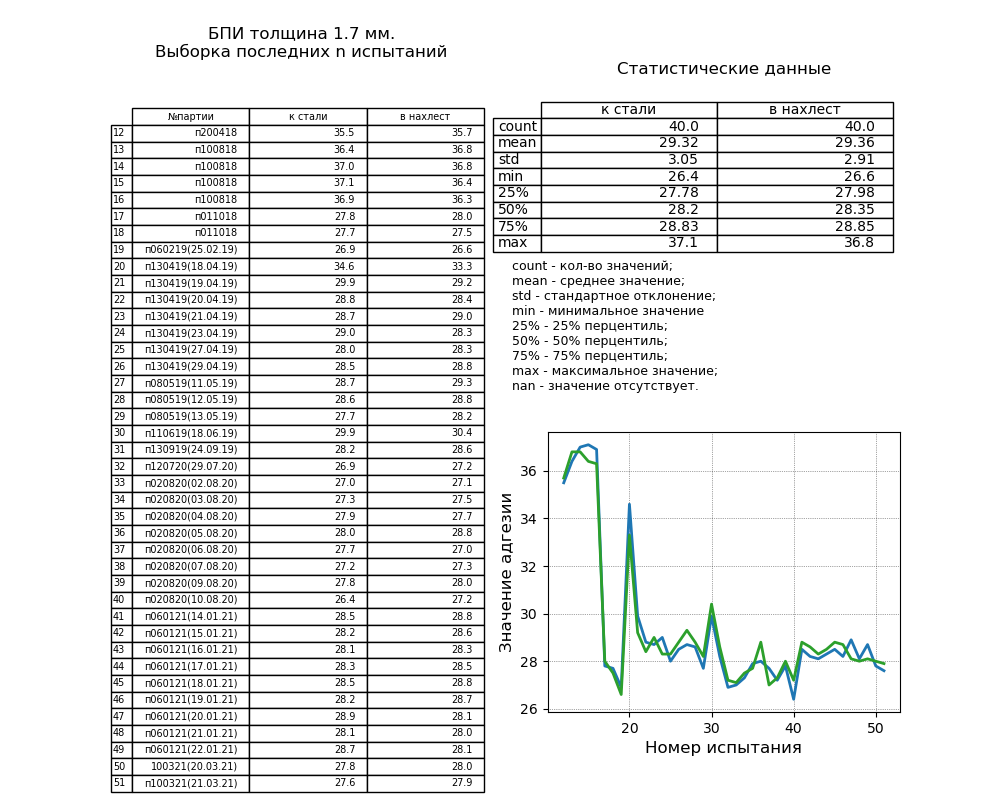 БПИ толщина 1.7 мм.
Выборка последних n испытаний
№партии к стали в нахлест
12 п200418 35.5 35.7
13 п100818 36.4 36.8
14 п100818 37.0 36.8
15 п100818 37.1 36.4
16 п100818 36.9 36.3
17 п011018 27.8 28.0
18 п011018 27.7 27.5
19 п060219(25.02.19) 26.9 26.6
20 п130419(18.04.19) 34.6 33.3
21 п130419(19.04.19) 29.9 29.2
22 п130419(20.04.19) 28.8 28.4
23 п130419(21.04.19) 28.7 29.0
24 п130419(23.04.19) 29.0 28.3
25 п130419(27.04.19) 28.0 28.3
26 п130419(29.04.19) 28.5 28.8
27 п080519(11.05.19) 28.7 29.3
28 п080519(12.05.19) 28.6 28.8
29 п080519(13.05.19) 27.7 28.2
30 п110619(18.06.19) 29.9 30.4
31 п130919(24.09.19) 28.2 28.6
32 п120720(29.07.20) 26.9 27.2
33 п020820(02.08.20) 27.0 27.1
34 п020820(03.08.20) 27.3 27.5
35 п020820(04.08.20) 27.9 27.7
36 п020820(05.08.20) 28.0 28.8
37 п020820(06.08.20) 27.7 27.0
38 п020820(07.08.20) 27.2 27.3
39 п020820(09.08.20) 27.8 28.0
40 п020820(10.08.20) 26.4 27.2
41 п060121(14.01.21) 28.5 28.8
42 п060121(15.01.21) 28.2 28.6
43 п060121(16.01.21) 28.1 28.3
44 п060121(17.01.21) 28.3 28.5
45 п060121(18.01.21) 28.5 28.8
46 п060121(19.01.21) 28.2 28.7
47 п060121(20.01.21) 28.9 28.1
48 п060121(21.01.21) 28.1 28.0
49 п060121(22.01.21) 28.7 28.1
50 100321(20.03.21) 27.8 28.0
51 п100321(21.03.21) 27.6 27.9
Статистические данные
к стали в нахлест
count 40.0 40.0
mean 29.32 29.36
std 3.05 2.91
min 26.4 26.6
25% 27.78 27.98
50% 28.2 28.35
75% 28.83 28.85
max 37.1 36.8
count - кол-во значений;
mean - среднее значение;
std - стандартное отклонение;
min - минимальное значение
25% - 25% перцентиль;
50% - 50% перцентиль;
75% - 75% перцентиль;
max - максимальное значение;
nan - значение отсутствует.
Значение адгезии
36
34
32
30
28
26
20 30 40 50
Номер испытания